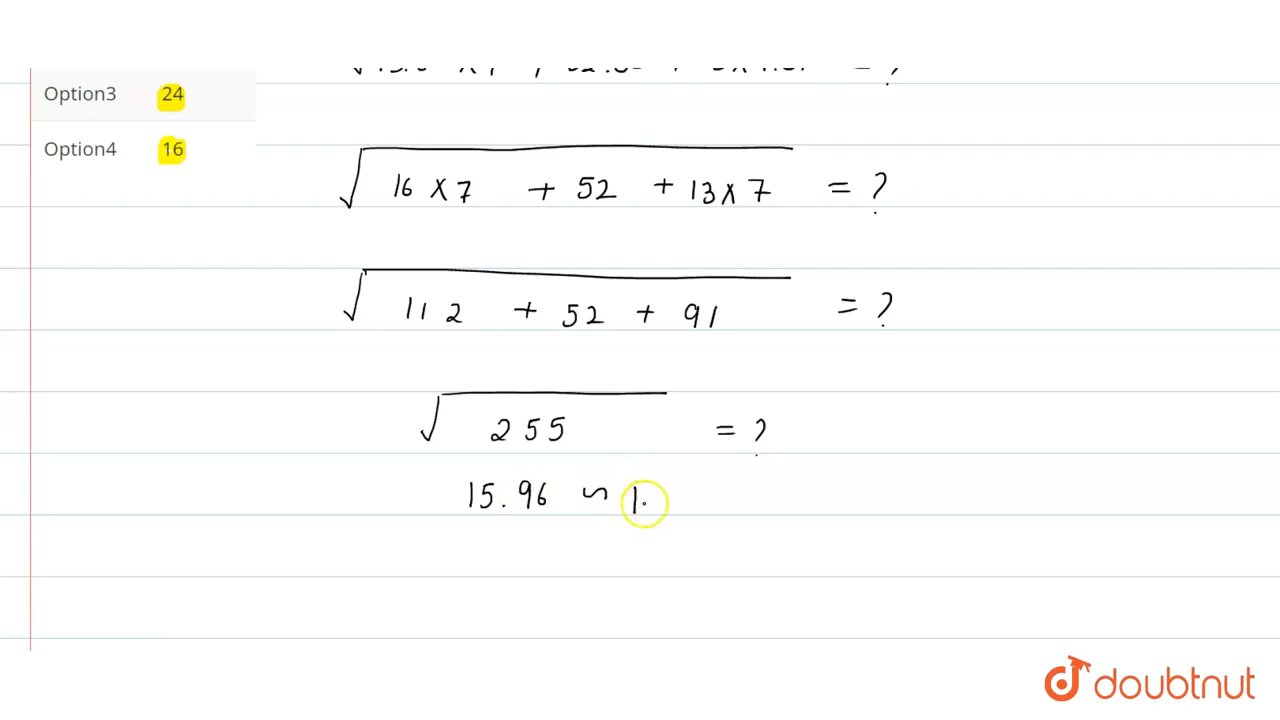 = ?
Option3 24
Option4 16
√16 x 7 + 52 + 13 x 7 = ?
√112 + 52 + 91 = ?
√255 = ?
15.96 ∽ 1
doubtnut